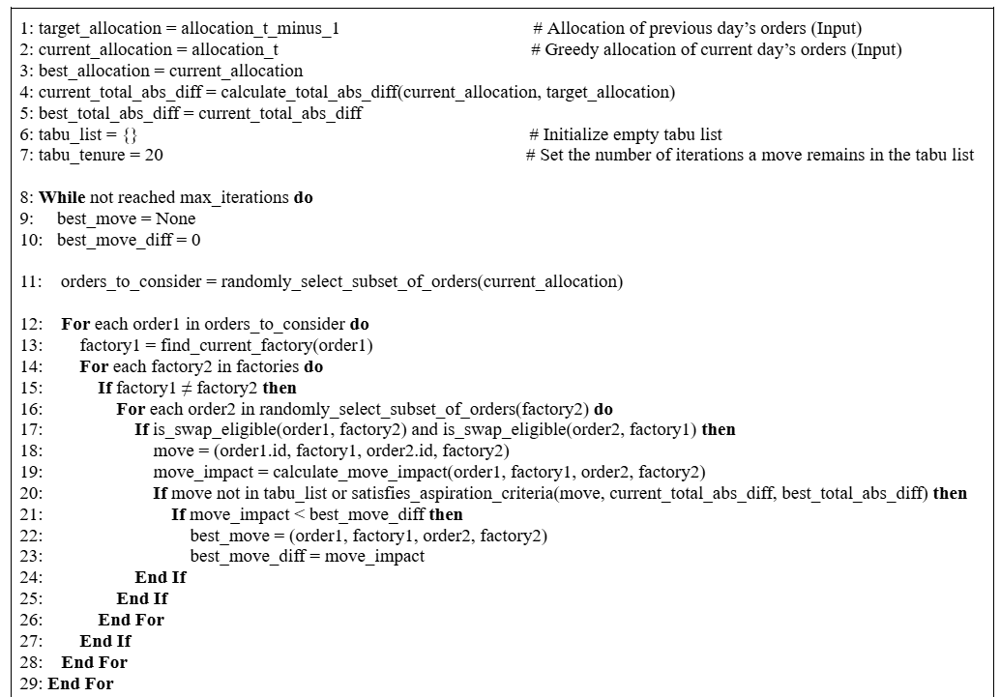 1: target_allocation = allocation_t_minus_1 # Allocation of previous day’s orders (Input)
2: current_allocation = allocation_t # Greedy allocation of current day’s orders (Input)
3: best_allocation = current_allocation
4: current_total_abs_diff = calculate_total_abs_diff(current_allocation, target_allocation)
5: best_total_abs_diff = current_total_abs_diff
6: tabu_list = {} # Initialize empty tabu list
7: tabu_tenure = 20 # Set the number of iterations a move remains in the tabu list
8: While not reached max_iterations do
9: best_move = None
10: best_move_diff = 0
11: orders_to_consider = randomly_select_subset_of_orders(current_allocation)
12: For each order1 in orders_to_consider do
13: factory1 = find_current_factory(order1)
14: For each factory2 in factories do
15: If factory1 ≠ factory2 then
16: For each order2 in randomly_select_subset_of_orders(factory2) do
17: If is_swap_eligible(order1, factory2) and is_swap_eligible(order2, factory1) then
18: move = (order1.id, factory1, order2.id, factory2)
19: move_impact = calculate_move_impact(order1, factory1, order2, factory2)
20: If move not in tabu_list or satisfies_aspiration_criteria(move, current_total_abs_diff, best_total_abs_diff) then
21: If move_impact < best_move_diff then
22: best_move = (order1, factory1, order2, factory2)
23: best_move_diff = move_impact
24: End If
25: End If
26: End For
27: End If
28: End For
29: End For